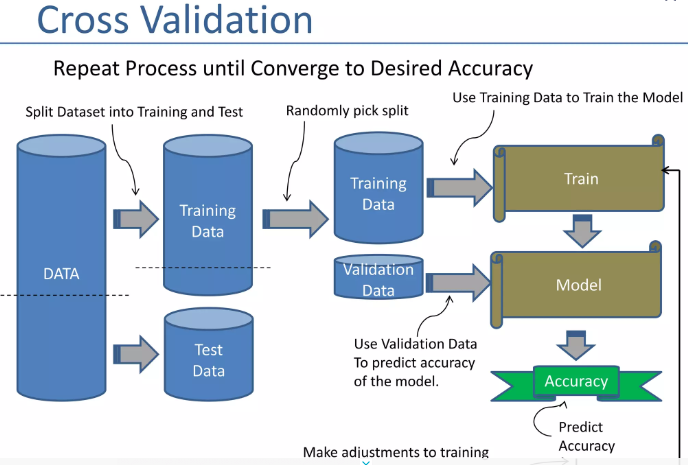 Cross Validation
Repeat Process until Converge to Desired Accuracy
Split Dataset into Training and Test
Randomly pick split
Use Training Data to Train the Model
DATA
Training
Data
Training
Data
Train
Validation
Data
Model
Test
Data
Use Validation Data
To predict accuracy
of the model.
Accuracy
Predict
Accuracy
Make adjustments to training